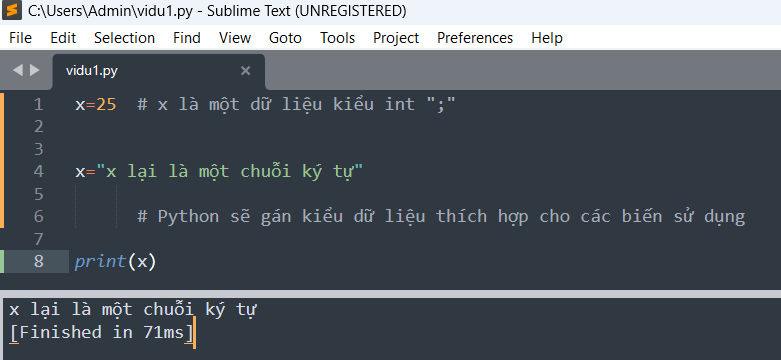 C:\Users\Admin\vidu1.py - Sublime Text (UNREGISTERED)
File Edit Selection Find View Goto Tools Project Preferences Help
vidu1.py ×
1 x=25 # x là một dữ liệu kiểu int ";"
2
3
4 x="x lại là một chuỗi ký tự"
5
6 # Python sẽ gán kiểu dữ liệu thích hợp cho các biến sử dụng
7
8 print(x)
x lại là một chuỗi ký tự
[Finished in 71ms]